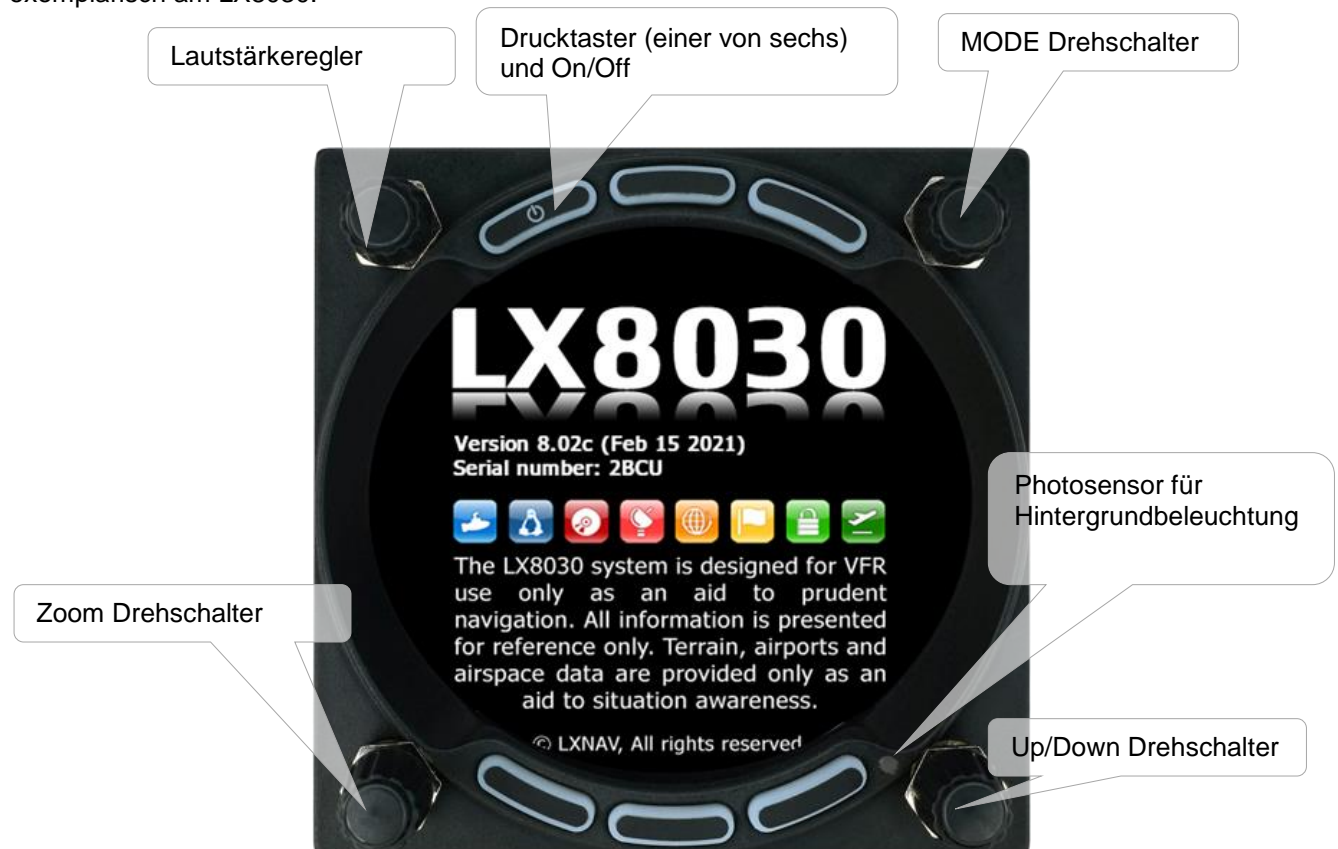 exemplarisch am LX8030:
Lautstärkeregler
Drucktaster (einer von sechs)
und On/Off
MODE Drehschalter
LX8030
Version 8.02c (Feb 15 2021)
Serial number: 2BCU
Photosensor für
Hintergrundbeleuchtung
The LX8030 system is designed for VFR
use only as an aid to prudent
navigation. All information is presented
for reference only. Terrain, airports and
airspace data are provided only as an
aid to situation awareness.
Zoom Drehschalter
© LXNAV, All rights reserved
Up/Down Drehschalter